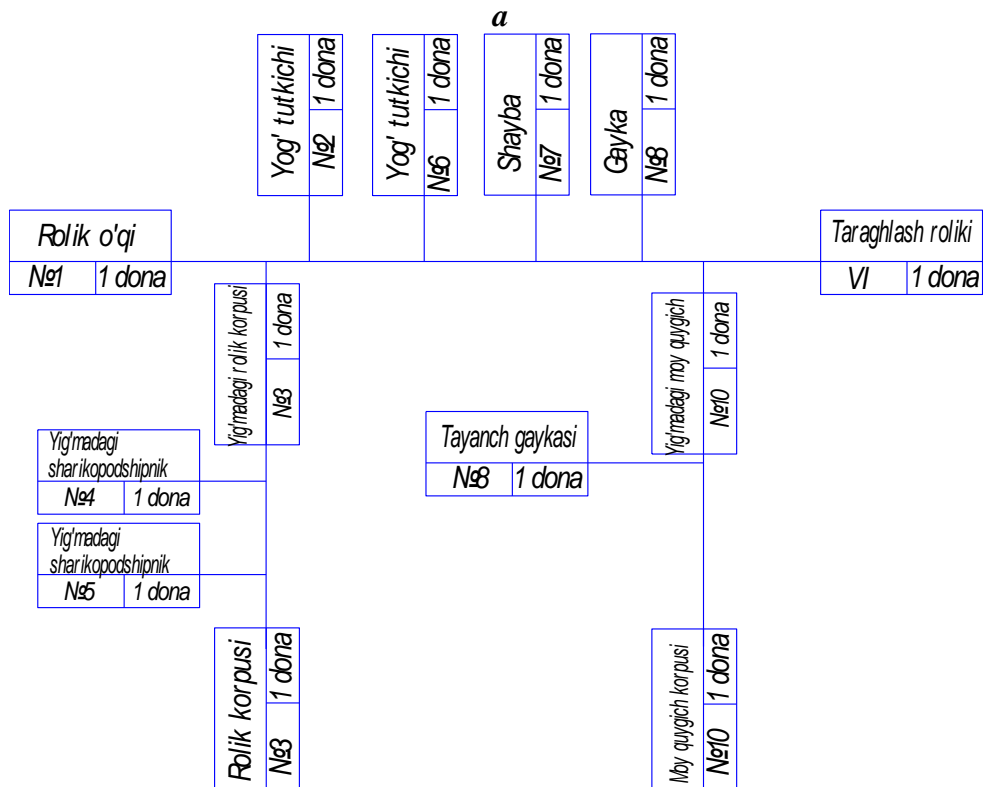 a
Yog' tutkichi
№2
1 dona
Yog' tutkichi
№6
1 dona
Shayba
№7
1 dona
Gayka
№8
1 dona
Rolik o'qi
№1
1 dona
Taraghlash roliki
VI
1 dona
Yig'madagi rolik korpusi
№3
1 dona
Yig'madagi moy quygich
№10
1 dona
Yig'madagi
sharikopodshipnik
№4
1 dona
Tayanch gaykasi
№8
1 dona
Yig'madagi
sharikopodshipnik
№5
1 dona
Rolik korpusi
№3
1 dona
Moy quygich korpusi
№10
1 dona